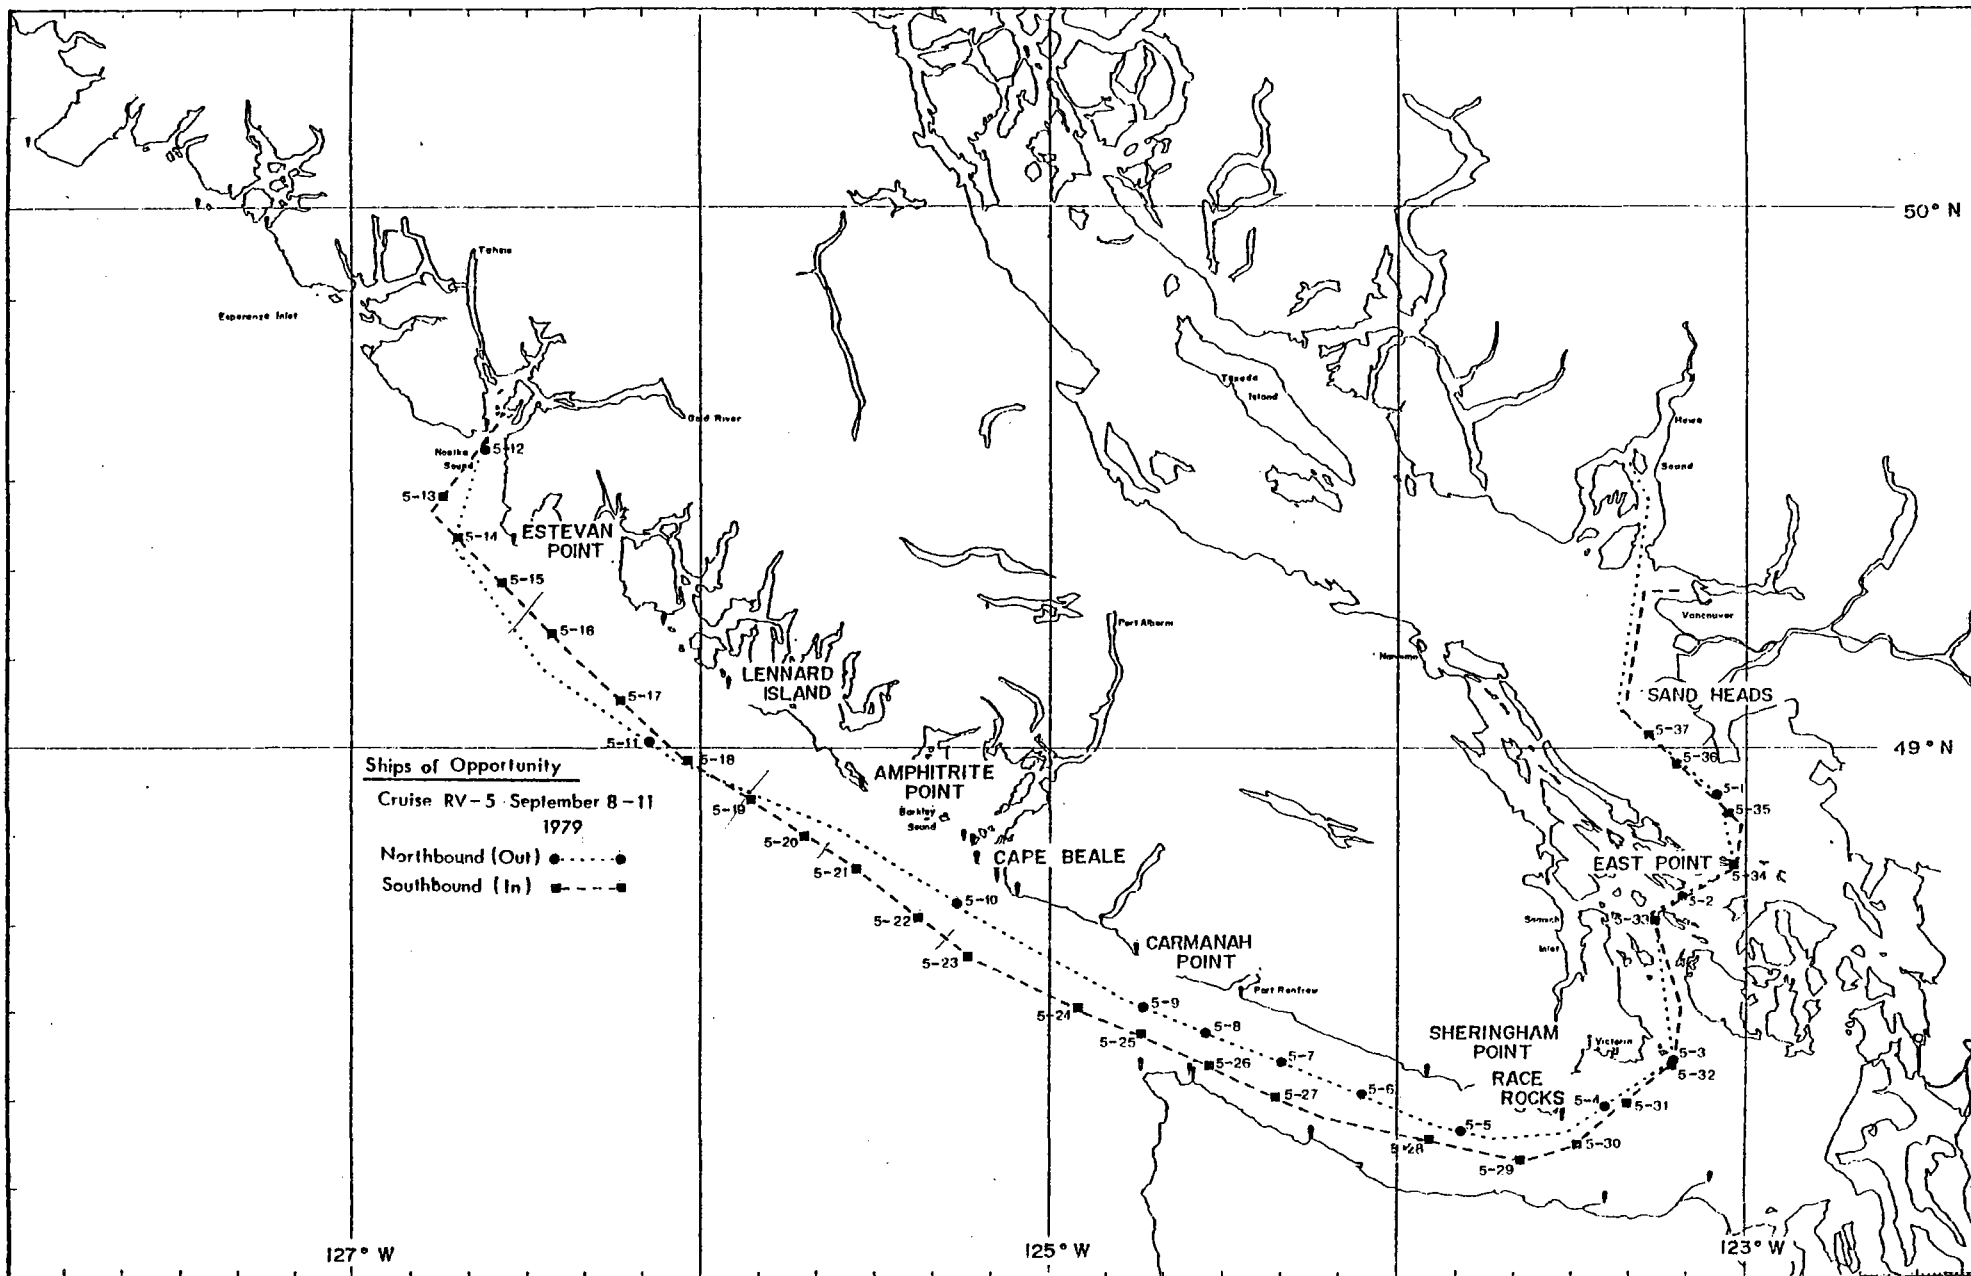 50° N
Tahsis
Esperanza Inlet
Texada
Island
Gold River
Howe
Sound
Nootka
Sound
5-12
5-13
5-14
ESTEVAN
POINT
5-15
5-16
Port Alberni
Vancouver
Nanaimo
LENNARD
ISLAND
5-17
SAND HEADS
5-37
5-11
49° N
5-18
5-36
Ships of Opportunity
AMPHITRITE
POINT
5-1
Cruise RV-5 September 8-11
1979
5-19
Barkley
Sound
5-35
5-20
Northbound (Out)
CAPE BEALE
EAST POINT
5-21
5-34
Southbound (In)
5-10
5-2
5-22
5-33
Saanich
Inlet
5-23
CARMANAH
POINT
Port Renfrew
5-9
5-24
5-8
SHERINGHAM
POINT
Victoria
5-25
5-7
5-3
5-26
5-32
RACE
ROCKS
5-6
5-27
5-4
5-31
5-5
5-28
5-30
5-29
127° W
125° W
123° W